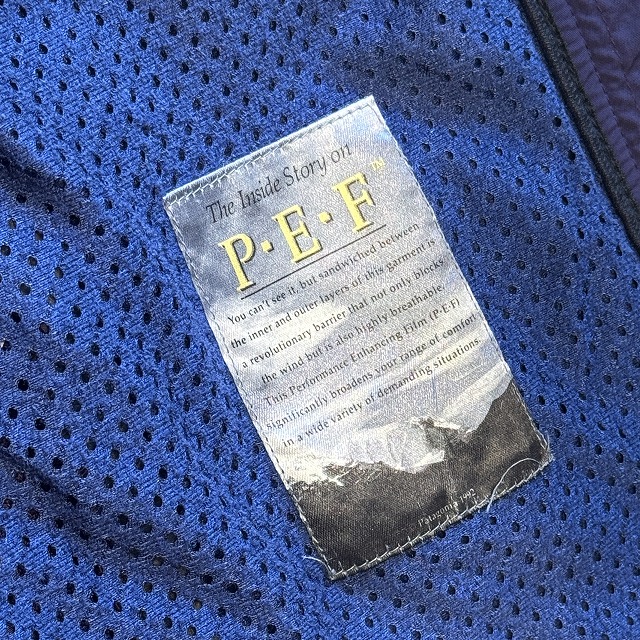 The Inside Story on
P·E·F™
You can't see it, but sandwiched between
the inner and outer layers of this garment is
a revolutionary barrier that not only blocks
the wind but is also highly breathable.
This Performance Enhancing Film (P·E·F)
significantly broadens your range of comfort
in a wide variety of demanding situations.
Patagonia 1992